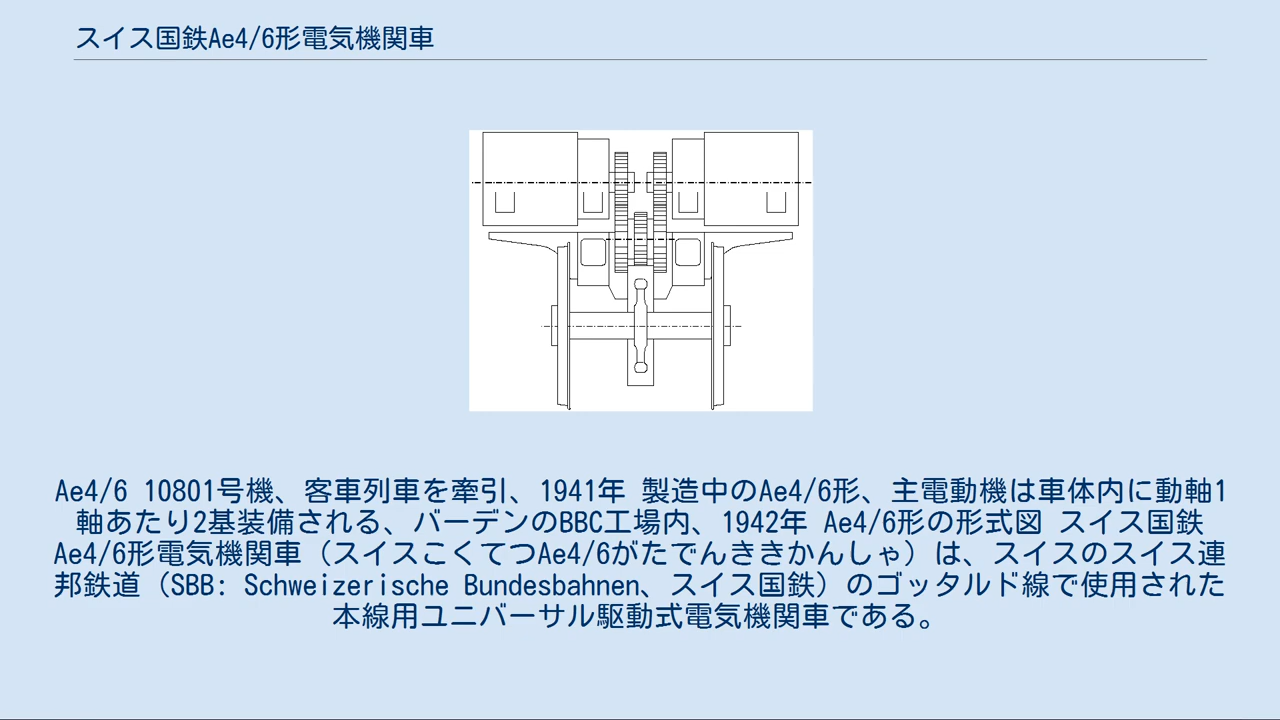 スイス国鉄Ae4/6形電気機関車
Ae4/6 10801号機、客車列車を牽引、1941年 製造中のAe4/6形、主電動機は車体内に動軸1
軸あたり2基装備される、バーデンのBBC工場内、1942年 Ae4/6形の形式図 スイス国鉄
Ae4/6形電気機関車（スイスこくてつAe4/6がたでんききかんしゃ）は、スイスのスイス連
邦鉄道（SBB: Schweizerische Bundesbahnen、スイス国鉄）のゴッタルド線で使用された
本線用ユニバーサル駆動式電気機関車である。